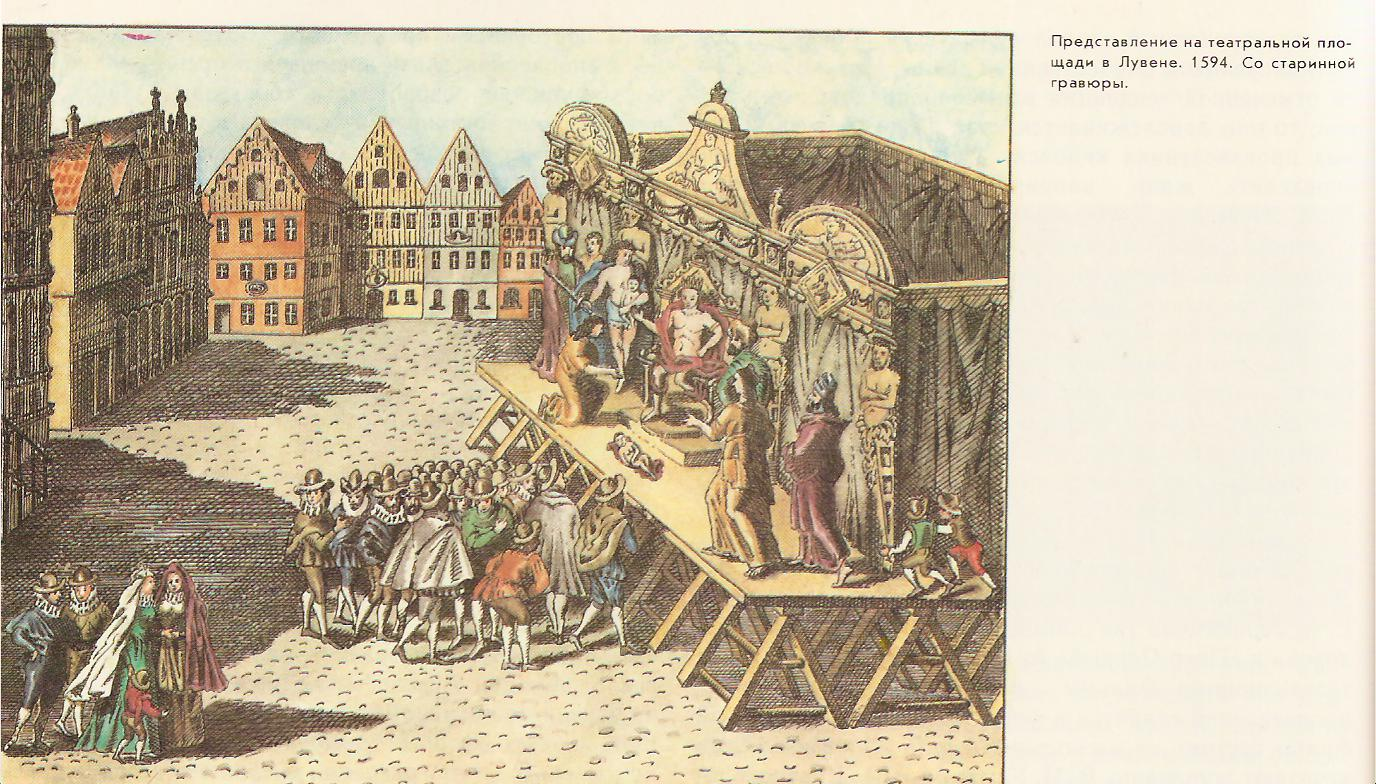 Представление на театральной пло-
щади в Лувене. 1594. Со старинной
гравюры.